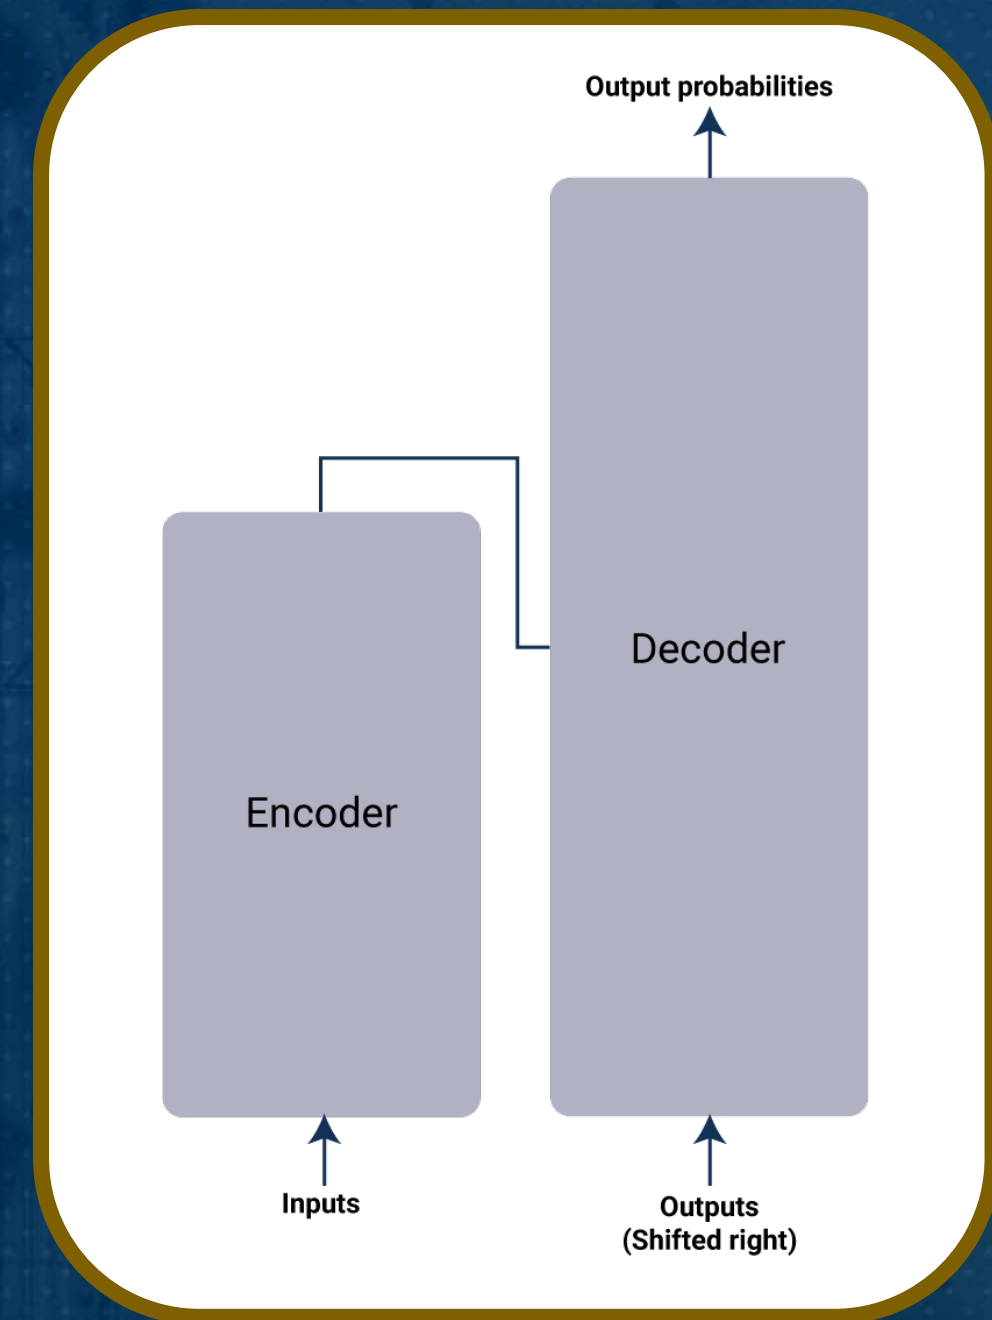 Output probabilities
Decoder
Encoder
Inputs
Outputs
(Shifted right)